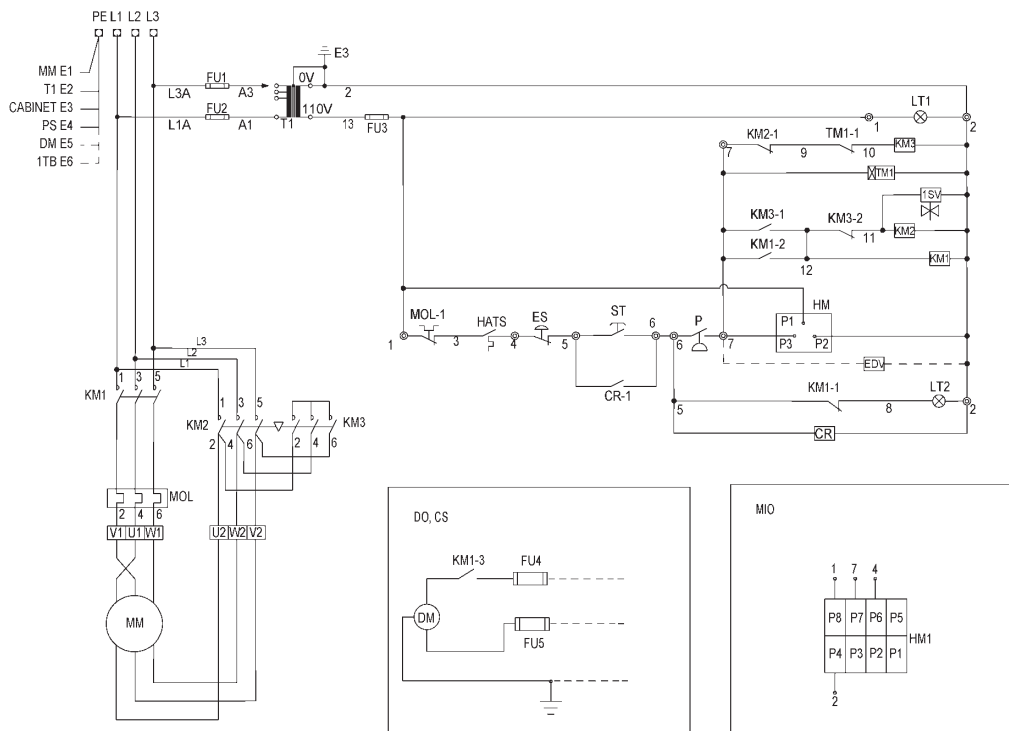 PE L1 L2 L3
MM E1
T1 E2
CABINET E3
PS E4
DM E5
1TB E6
L3A FU1 A3
L1A FU2 A1
T1
0V
110V
E3
2
13 FU3
1 LT1 2
7 KM2-1 9 TM1-1 10 KM3
TM1
1SV
KM3-1 KM3-2 11 KM2
KM1-2 12 KM1
1 MOL-1 3 HATS 4 ES 5 ST 6 6 P 7
HM
P1
P3 P2
EDV
CR-1
5 KM1-1 8 LT2 2
CR
L3
L2
L1
KM1 1 3 5
KM2 1 3 5
2 4 6
KM3
2 4 6
MOL
2 4 6
V1 U1 W1
U2 W2 V2
MM
DO, CS
KM1-3 FU4
DM
FU5
MIO
1 7 4
P8 P7 P6 P5
HM1
P4 P3 P2 P1
2